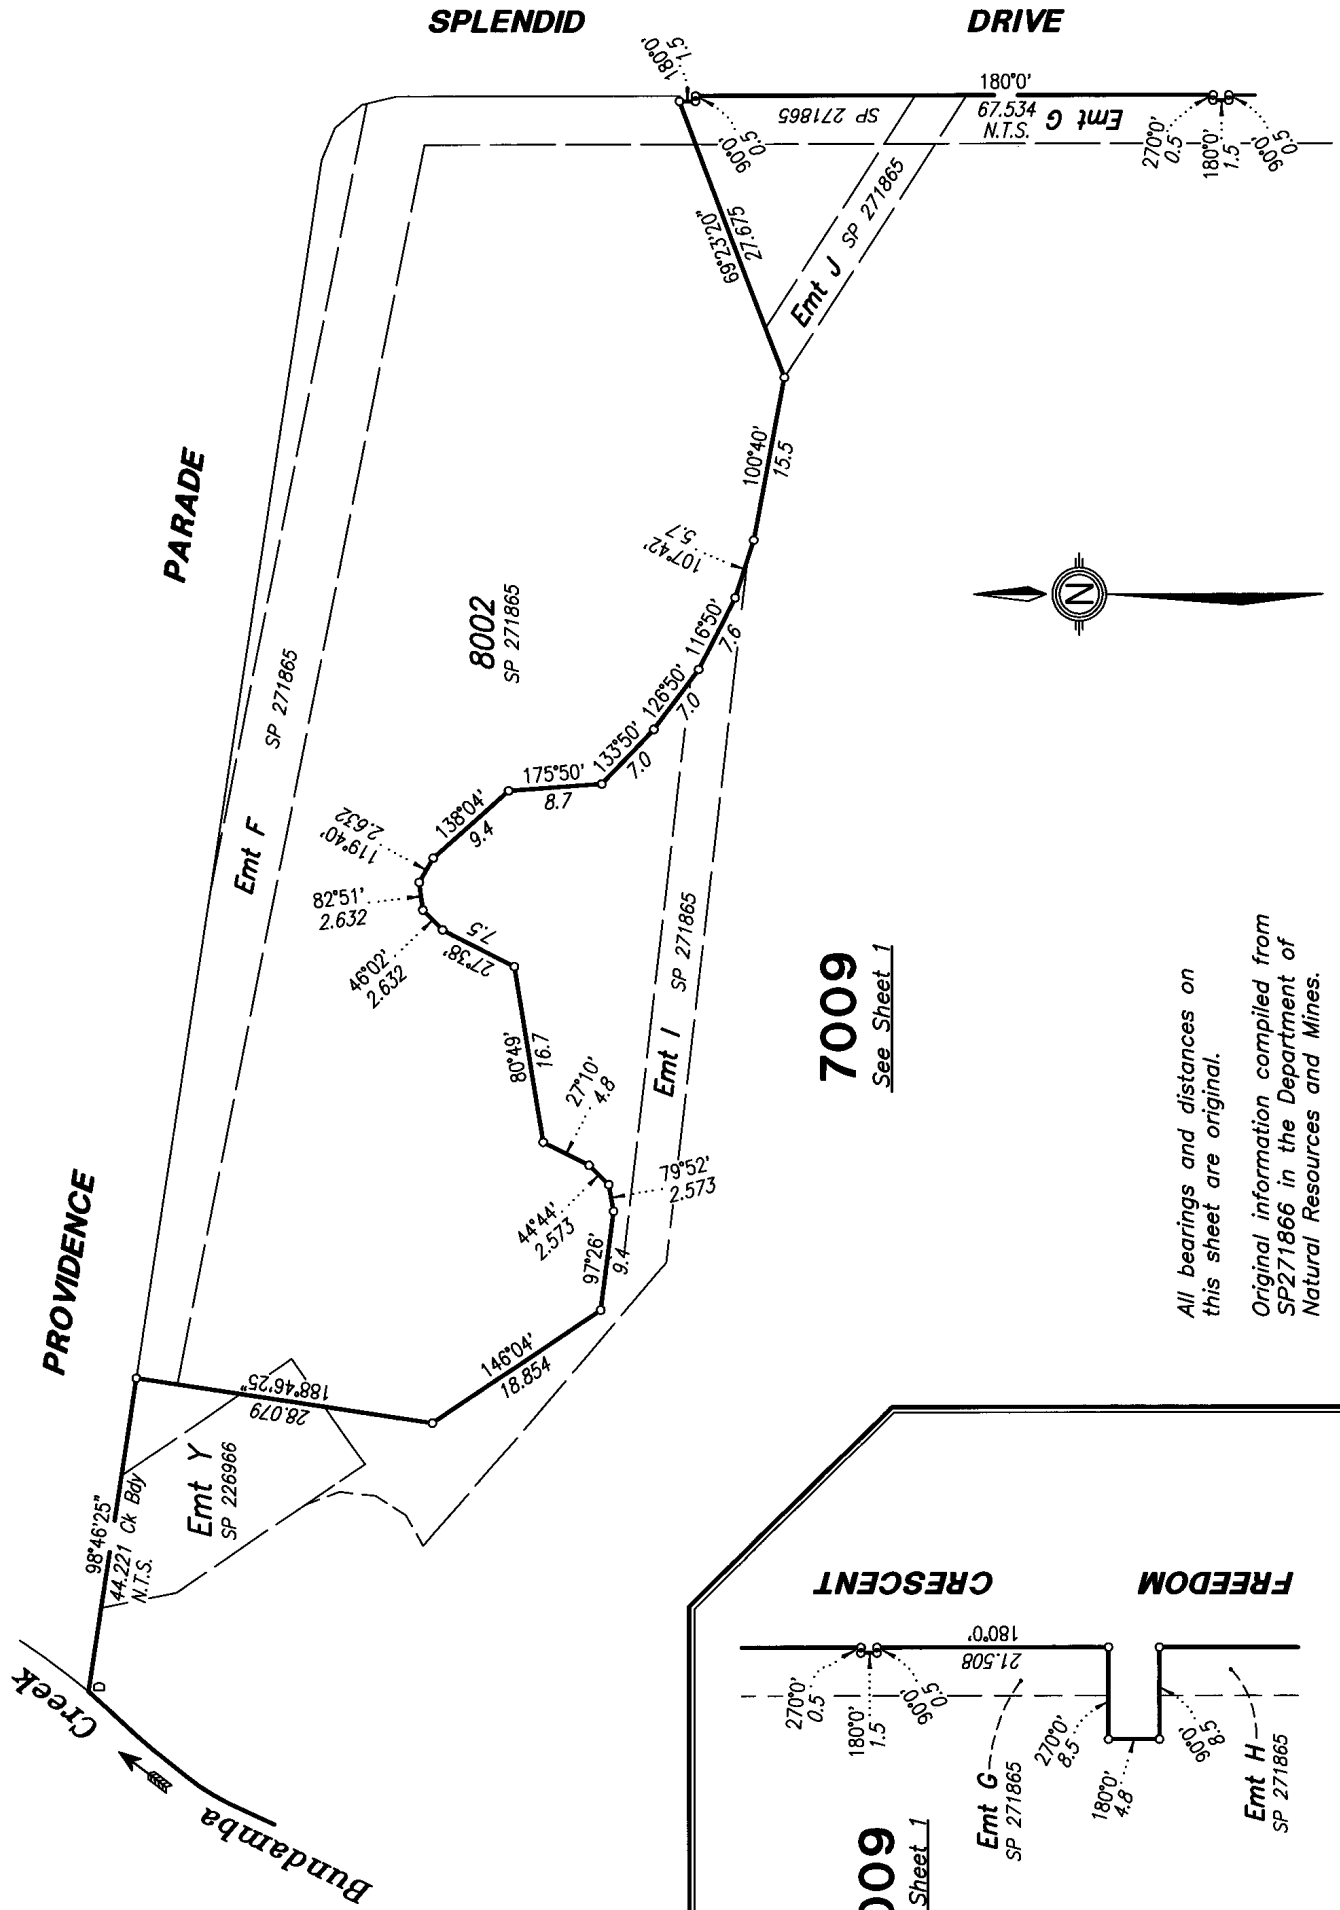 SPLENDID
DRIVE
PARADE
PROVIDENCE
180°0'
1.5
90°0'
0.5
SP 271865
180°0'
67.534
N.T.S.
Emt G
270°0'
0.5
180°0'
1.5
90°0'
0.5
69°23'20"
27.675
Emt J SP 271865
100°40'
15.5
107°42'
5.7
116°50'
7.6
126°50'
7.0
133°50'
7.0
175°50'
8.7
138°04'
9.4
119°40'
2.632
82°51'
2.632
46°02'
2.632
27°38'
7.5
80°49'
16.7
27°10'
4.8
44°44'
2.573
79°52'
2.573
97°26'
9.4
146°04'
18.854
188°46'25"
28.079
98°46'25"
44.221 Ck Bdy
N.T.S.
8002
SP 271865
Emt F SP 271865
Emt I SP 271865
Emt Y
SP 226966
Bundamba Creek
D
N
7009
See Sheet 1
All bearings and distances on
this sheet are original.
Original information compiled from
SP271866 in the Department of
Natural Resources and Mines.
CRESCENT
FREEDOM
270°0'
0.5
180°0'
1.5
90°0'
0.5
180°0'
21.508
Emt G
SP 271865
270°0'
8.5
180°0'
4.8
90°0'
8.5
Emt H
SP 271865
009
Sheet 1